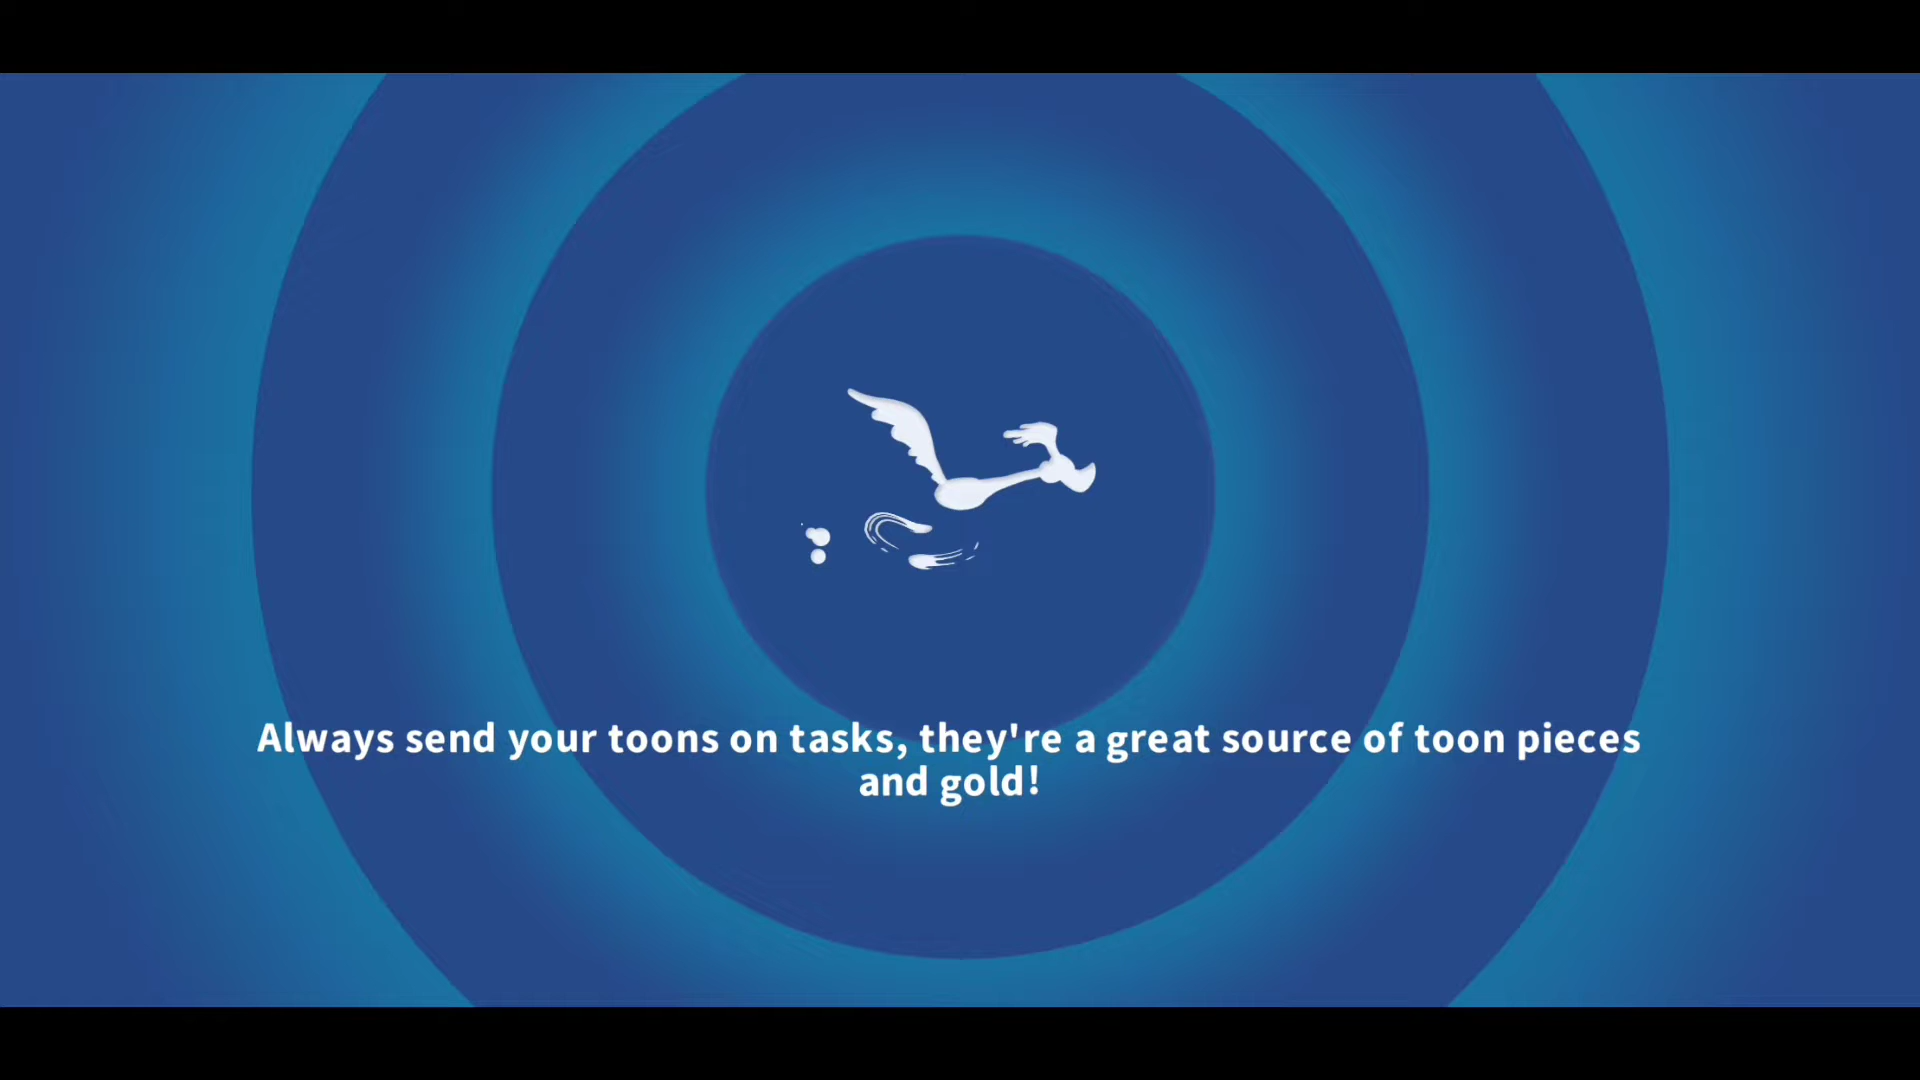 Always send your toons on tasks, they're a great source of toon pieces
and gold!